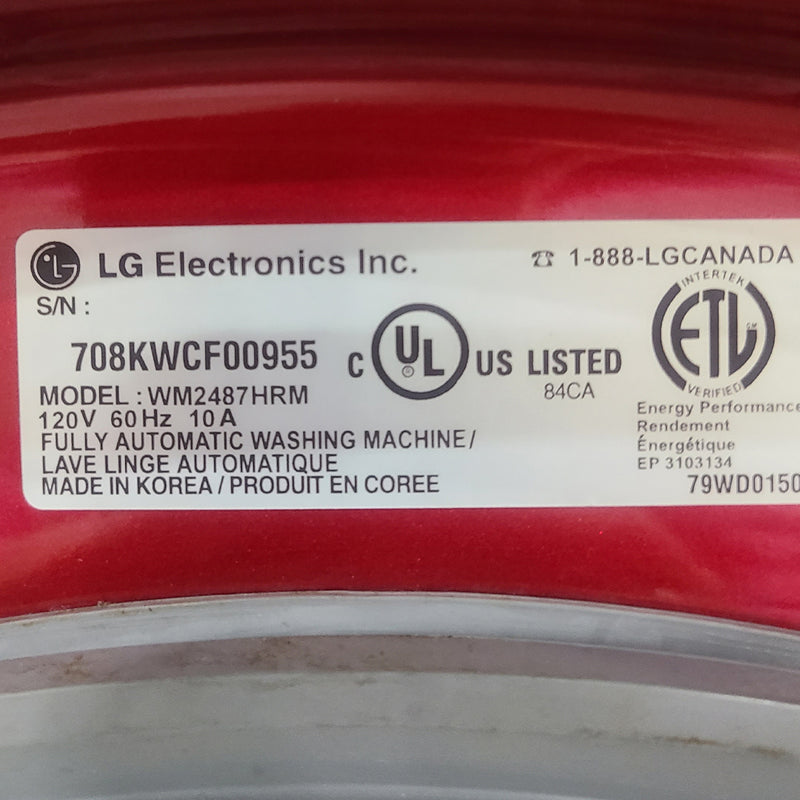 LG LG Electronics Inc. ☎ 1-888-LGCANADA
S/N :
708KWCF00955
C UL ® US LISTED
84CA
INTERTEK
ETL SM
VERIFIED
MODEL : WM2487HRM
120V 60Hz 10A
FULLY AUTOMATIC WASHING MACHINE/
LAVE LINGE AUTOMATIQUE
MADE IN KOREA / PRODUIT EN COREE
Energy Performance
Rendement
Énergétique
EP 3103134
79WD0150